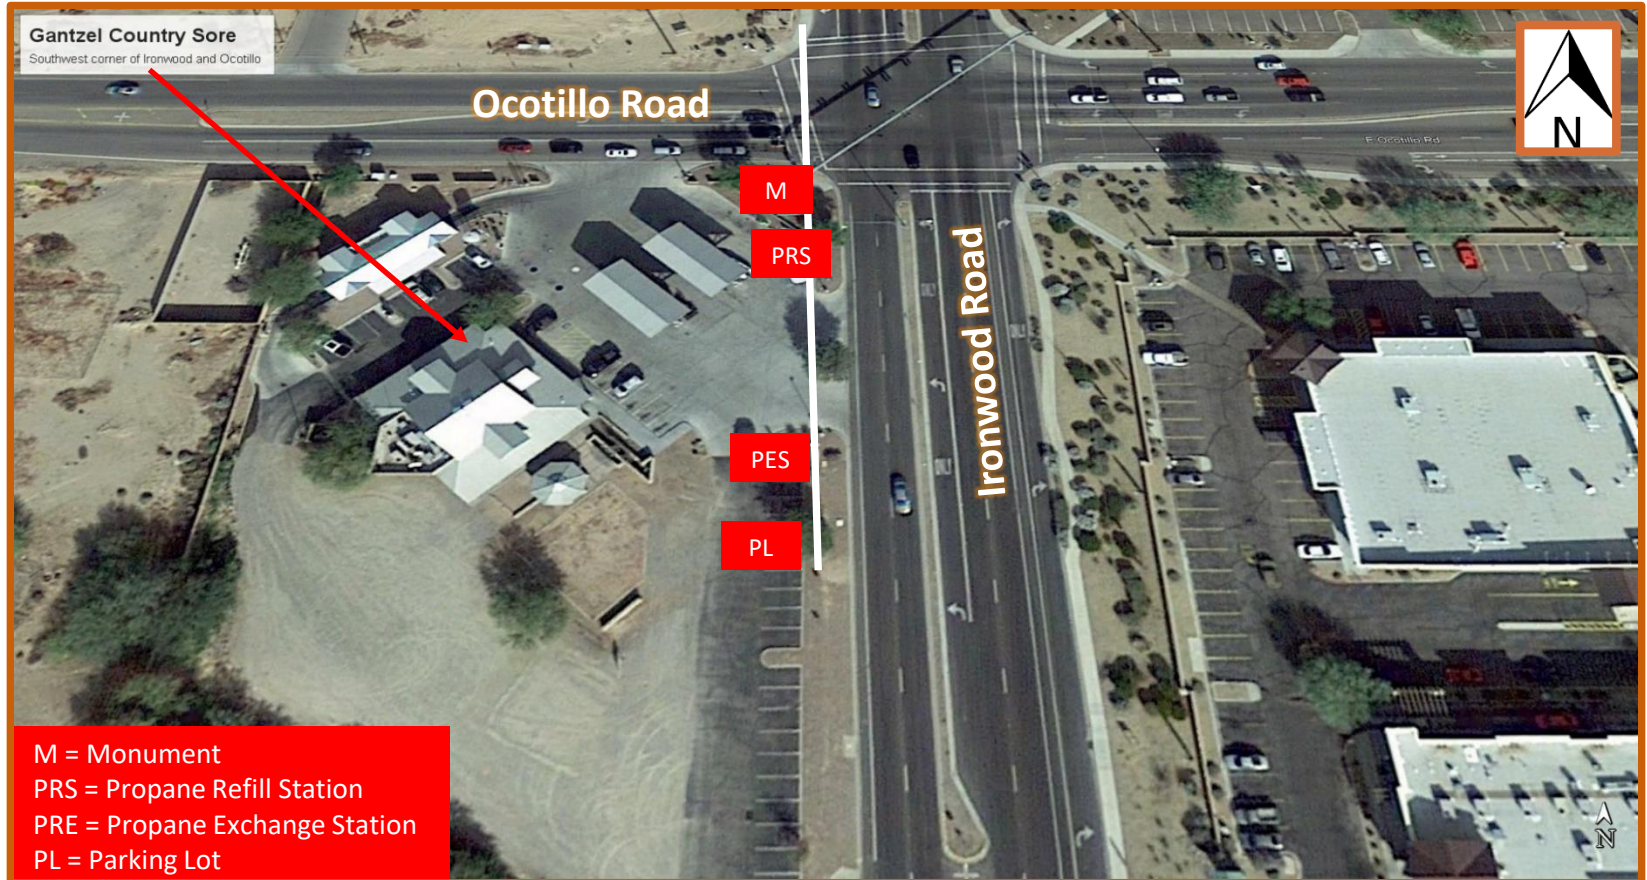 Gantzel Country Sore
Southwest corner of Ironwood and Ocotillo
Ocotillo Road
N
E Ocotillo Rd
M
PRS
Ironwood Road
PES
PL
M = Monument
PRS = Propane Refill Station
PRE = Propane Exchange Station
PL = Parking Lot
N